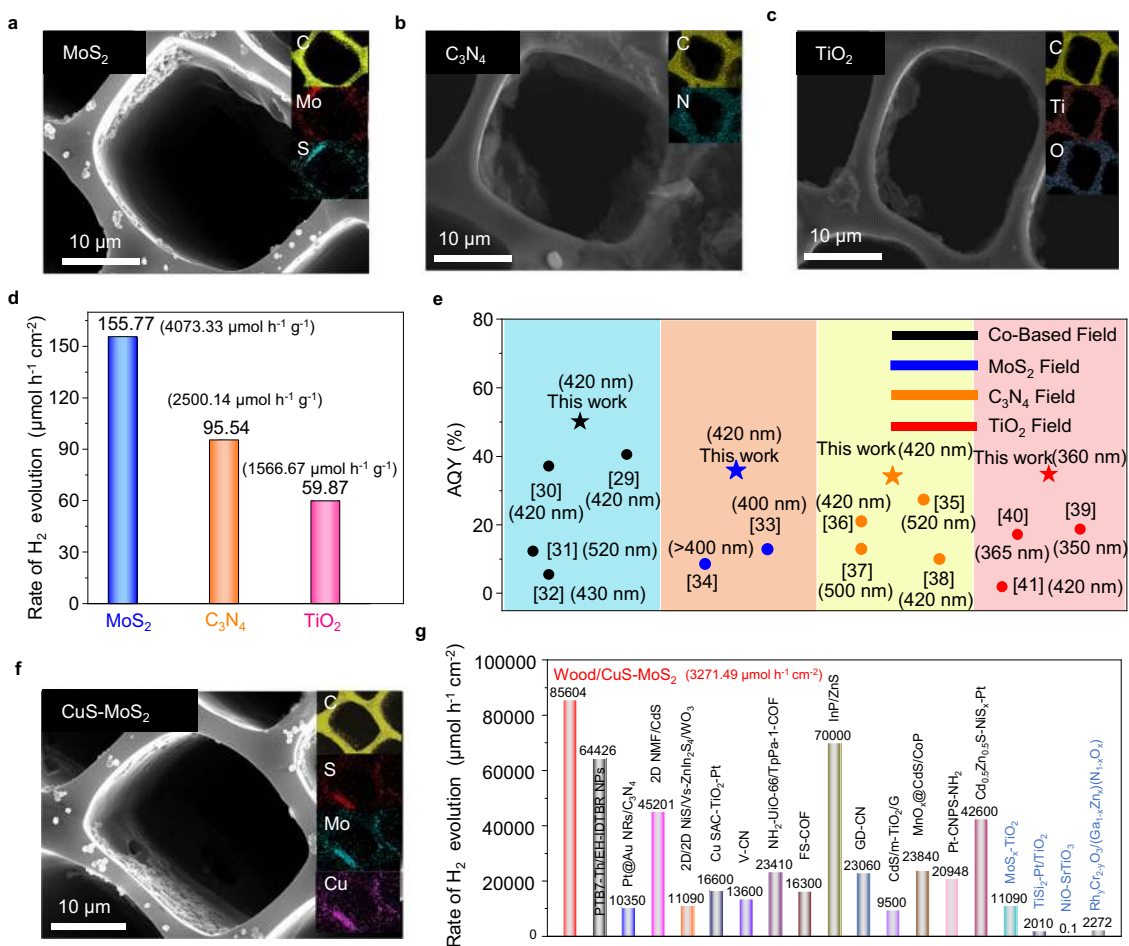 a
MoS2
C
Mo
S
10 μm
b
C3N4
C
N
10 μm
c
TiO2
C
Ti
O
10 μm
d
Rate of H2 evolution (μmol h-1 cm-2)
150
120
90
60
30
0
155.77 (4073.33 μmol h-1 g-1)
(2500.14 μmol h-1 g-1)
95.54
(1566.67 μmol h-1 g-1)
59.87
MoS2
C3N4
TiO2
e
AQY (%)
80
60
40
20
0
Co-Based Field
MoS2 Field
C3N4 Field
TiO2 Field
(420 nm)
This work
[30]
(420 nm)
[29]
(420 nm)
[31] (520 nm)
[32] (430 nm)
(420 nm)
This work
(400 nm)
[33]
(>400 nm)
[34]
This work (420 nm)
(420 nm)
[36]
[35]
(520 nm)
[37]
(500 nm)
[38]
(420 nm)
This work (360 nm)
[40]
(365 nm)
[39]
(350 nm)
[41] (420 nm)
f
CuS-MoS2
C
S
Mo
Cu
10 μm
g
Rate of H2 evolution (μmol h-1 cm-2)
100000
80000
60000
40000
20000
0
Wood/CuS-MoS2 (3271.49 μmol h-1 cm-2)
85604
64426
PTB7-Th/EH-IDTBR NPs
Pt@Au NRs/C3N4
10350
2D NMF/CdS
45201
2D/2D NiS/Vs-ZnIn2S4/WO3
11090
Cu SAC-TiO2-Pt
16600
V-CN
13600
NH2-UiO-66/TpPa-1-COF
23410
FS-COF
16300
InP/ZnS
70000
GD-CN
23060
CdS/m-TiO2/G
9500
MnOx@CdS/CoP
23840
Pt-CNPS-NH2
20948
Cd0.5Zn0.5S-NiSx-Pt
42600
MoSx-TiO2
11090
TiSi2-Pt/TiO2
2010
NiO-SrTiO3
0.1
RhyCr2-yO3/(Ga1-xZnx)(N1-xOx)
2272